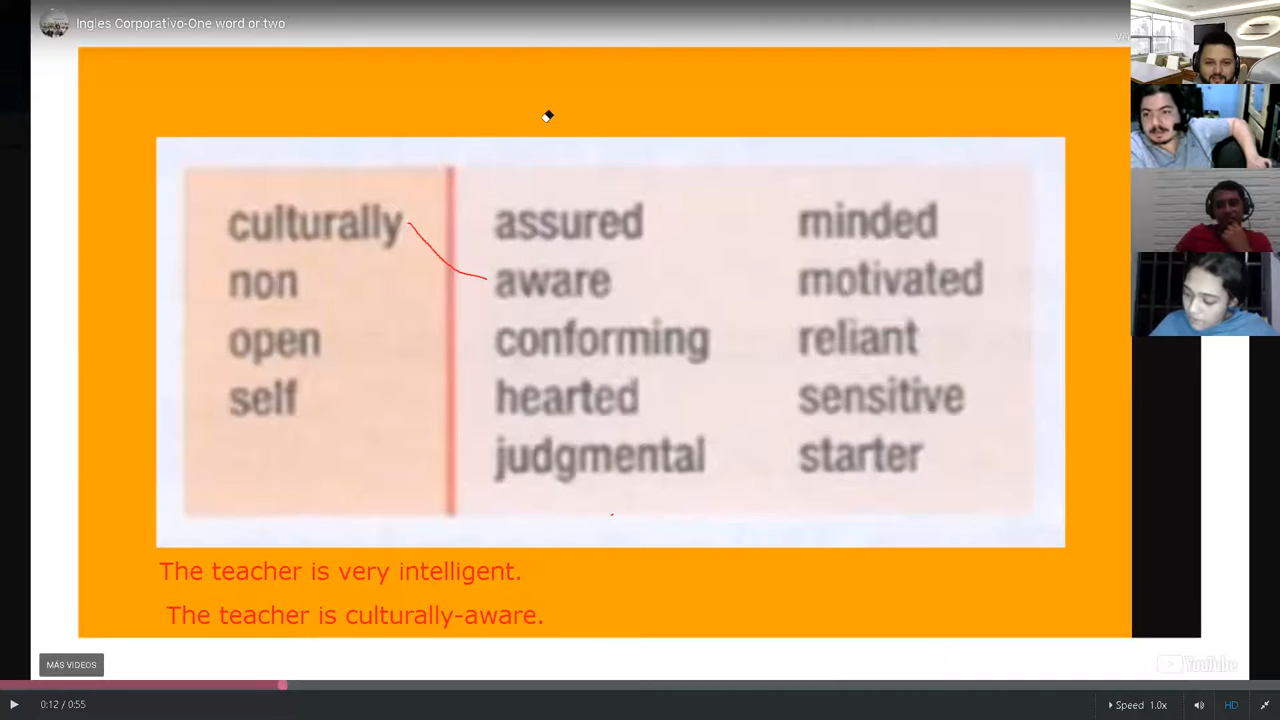 Ingles Corporativo-One word or two
culturally assured minded
non aware motivated
open conforming reliant
self hearted sensitive
judgmental starter
The teacher is very intelligent.
The teacher is culturally-aware.
MÁS VIDEOS
YouTube
0:12 / 0:55
Speed 1.0x
HD